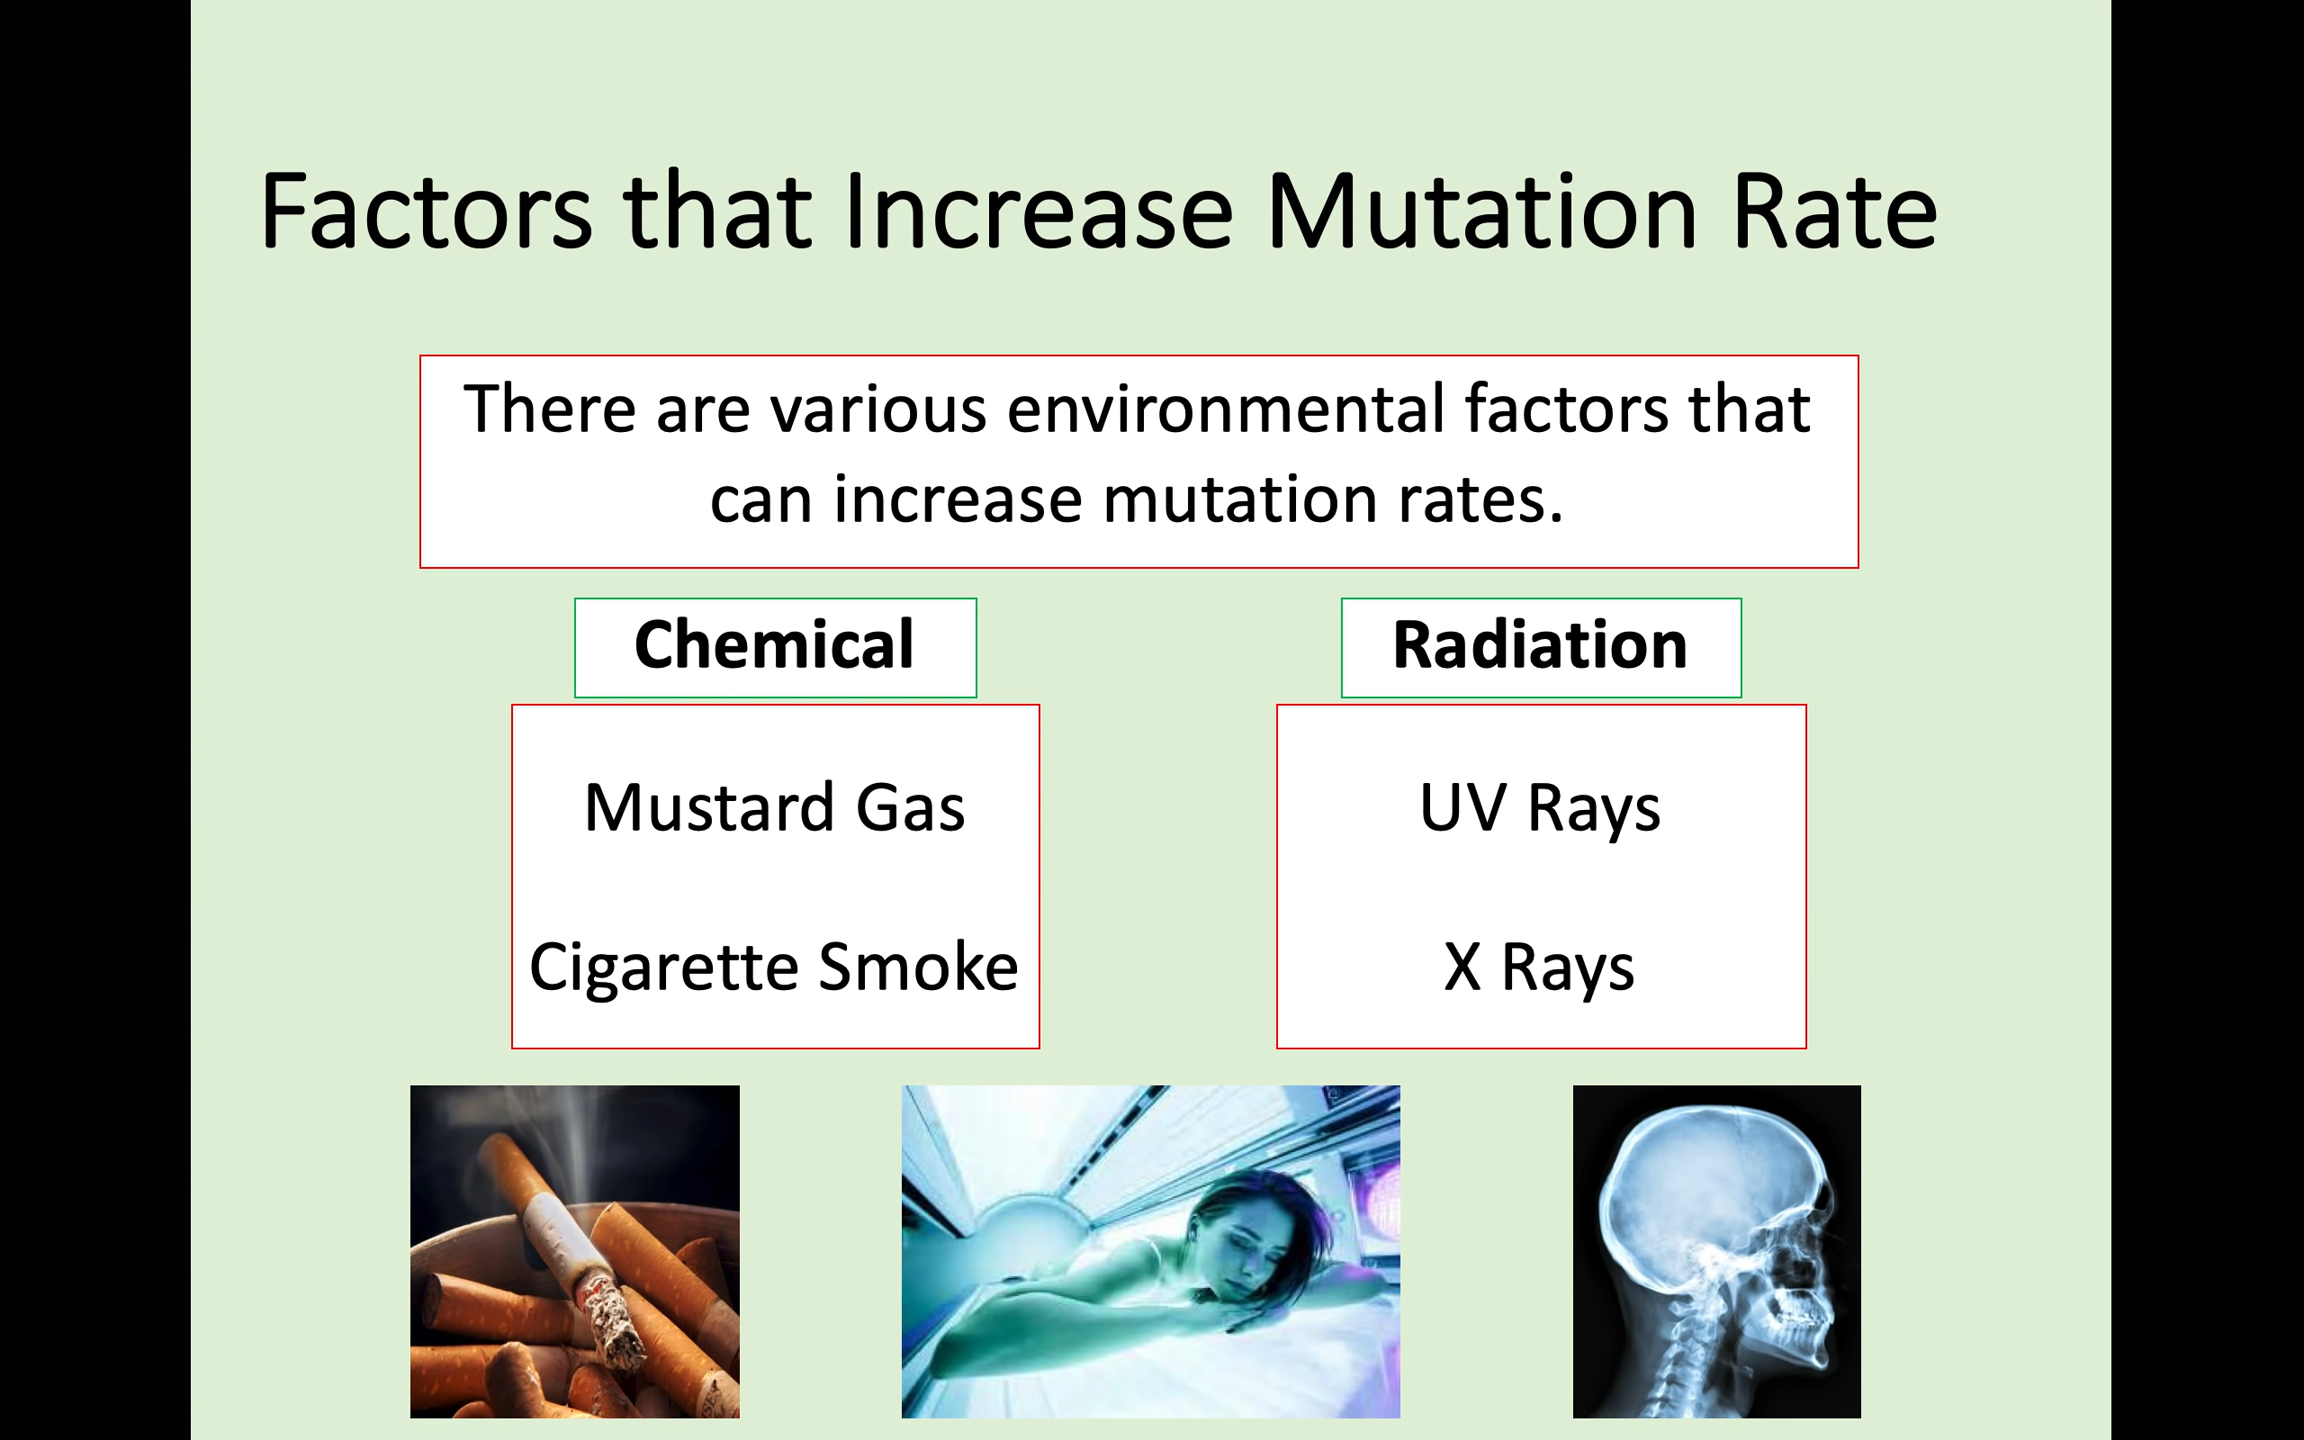 Factors that Increase Mutation Rate
There are various environmental factors that
can increase mutation rates.
Chemical
Mustard Gas
Cigarette Smoke
Radiation
UV Rays
X Rays